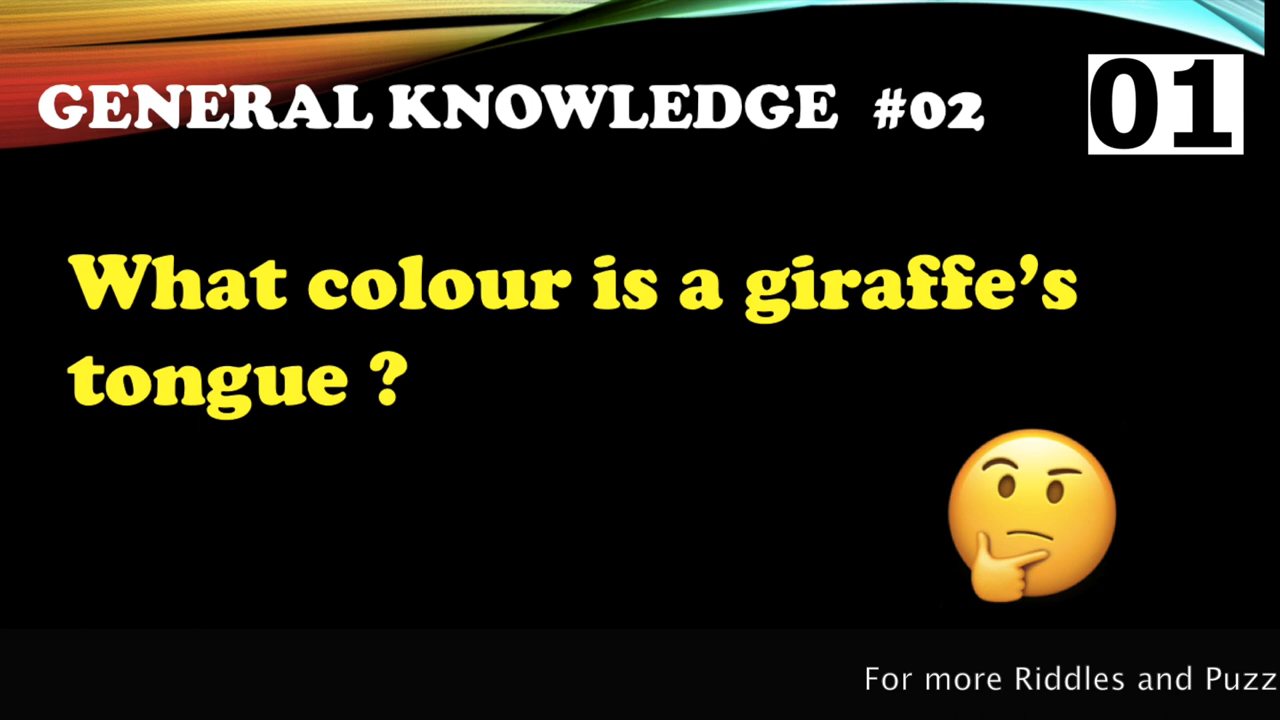 GENERAL KNOWLEDGE #02
01
What colour is a giraffe’s
tongue ?
For more Riddles and Puzz